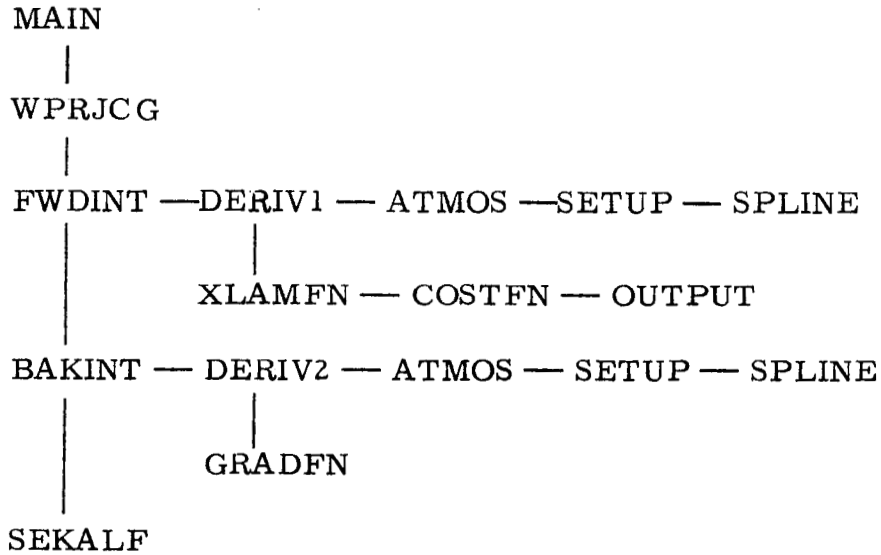 MAIN
WPRJCG
FWDINT — DERIV1 — ATMOS — SETUP — SPLINE
XLAMFN — COSTFN — OUTPUT
BAKINT — DERIV2 — ATMOS — SETUP — SPLINE
GRADFN
SEKALF